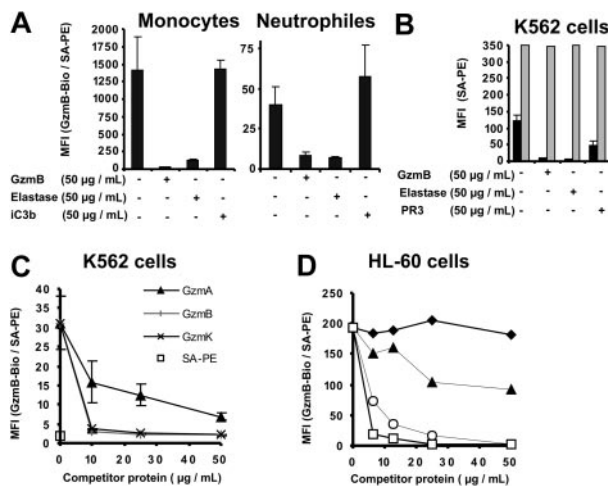 A
Monocytes
Neutrophiles
MFI (GzmB-Bio / SA-PE)
2000
1750
1500
1250
1000
750
500
250
0
75
50
25
0
GzmB (50 µg / mL) - + - - - + - -
Elastase (50 µg / mL) - - + - - - + -
iC3b (50 µg / mL) - - - + - - - +
B
K562 cells
MFI (SA-PE)
350
300
250
200
150
100
50
0
GzmB (50 µg / mL) - + - -
Elastase (50 µg / mL) - - + -
PR3 (50 µg / mL) - - - +
C
K562 cells
MFI (GzmB-Bio / SA-PE)
40
35
30
25
20
15
10
5
0
GzmA
GzmB
GzmK
SA-PE
0 10 20 30 40 50
Competitor protein ( µg / mL)
D
HL-60 cells
MFI (GzmB-Bio / SA-PE)
250
200
150
100
50
0
0 10 20 30 40 50
Competitor protein ( µg / mL)